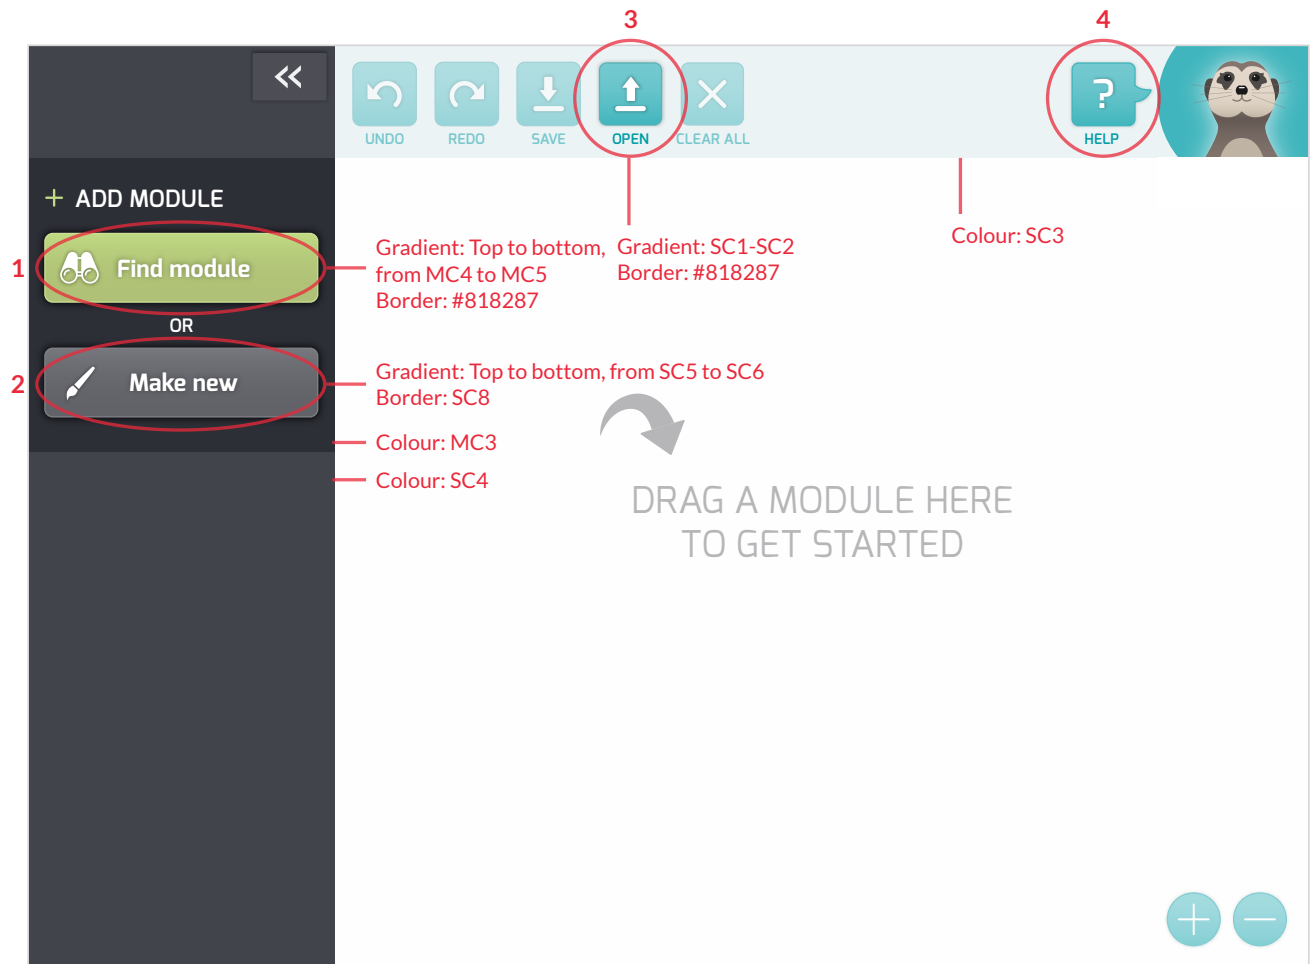 3
4
UNDO
REDO
SAVE
OPEN
CLEAR ALL
?
HELP
+ ADD MODULE
1
Find module
OR
2
Make new
Gradient: Top to bottom,
from MC4 to MC5
Border: #818287
Gradient: SC1-SC2
Border: #818287
Colour: SC3
Gradient: Top to bottom, from SC5 to SC6
Border: SC8
Colour: MC3
Colour: SC4
DRAG A MODULE HERE
TO GET STARTED